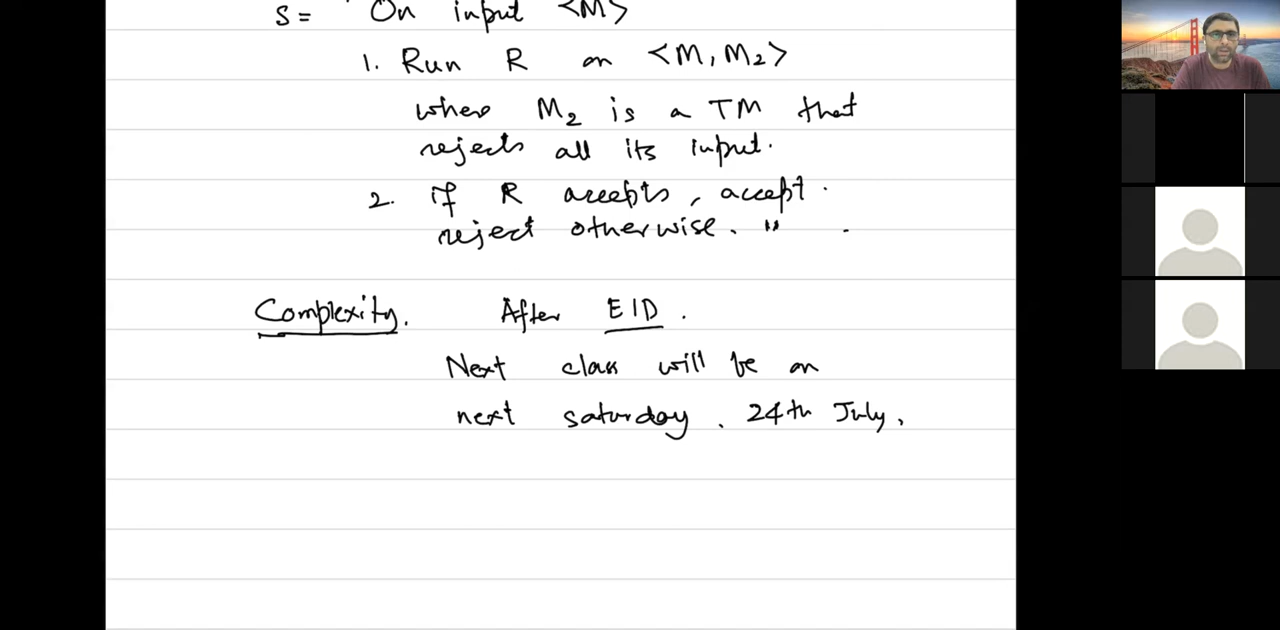 S = " On input <M>
1. Run R on <M, M2>
where M2 is a TM that
rejects all its input.
2. if R accepts, accept.
reject otherwise. "
Complexity. After EID.
Next class will be on
next saturday. 24th July,